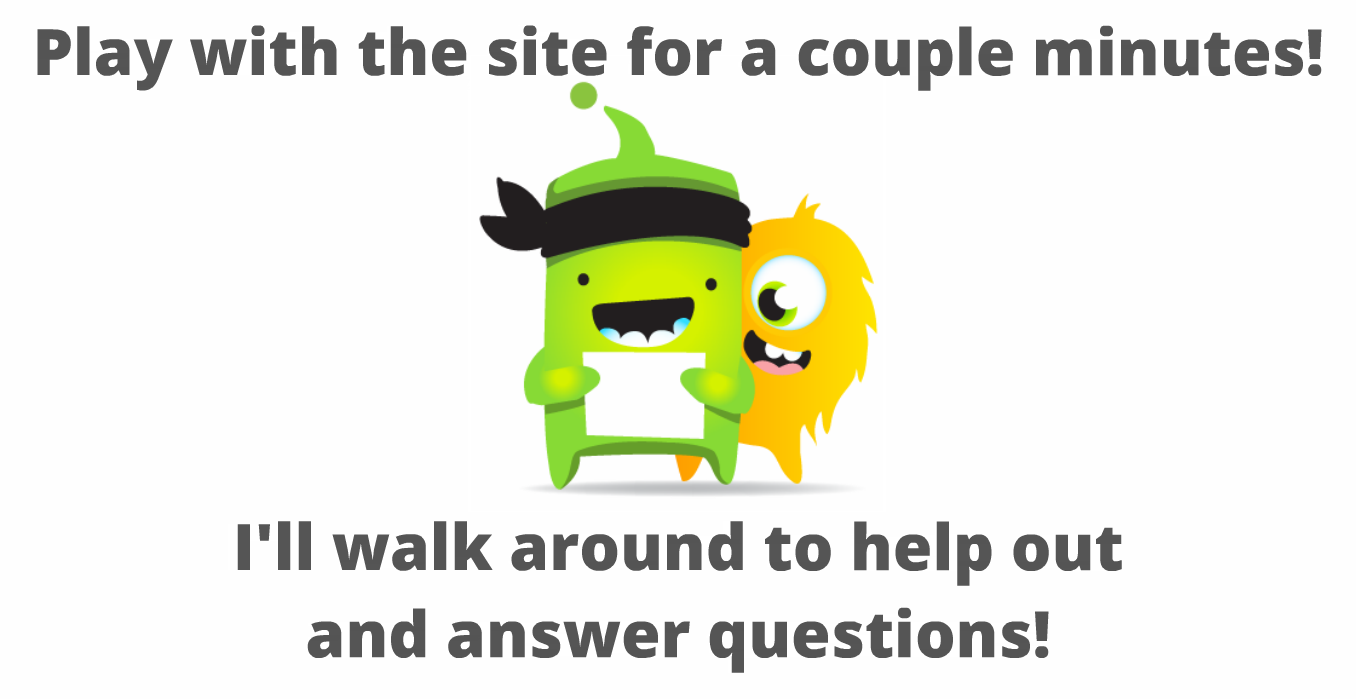 Play with the site for a couple minutes!
I'll walk around to help out
and answer questions!